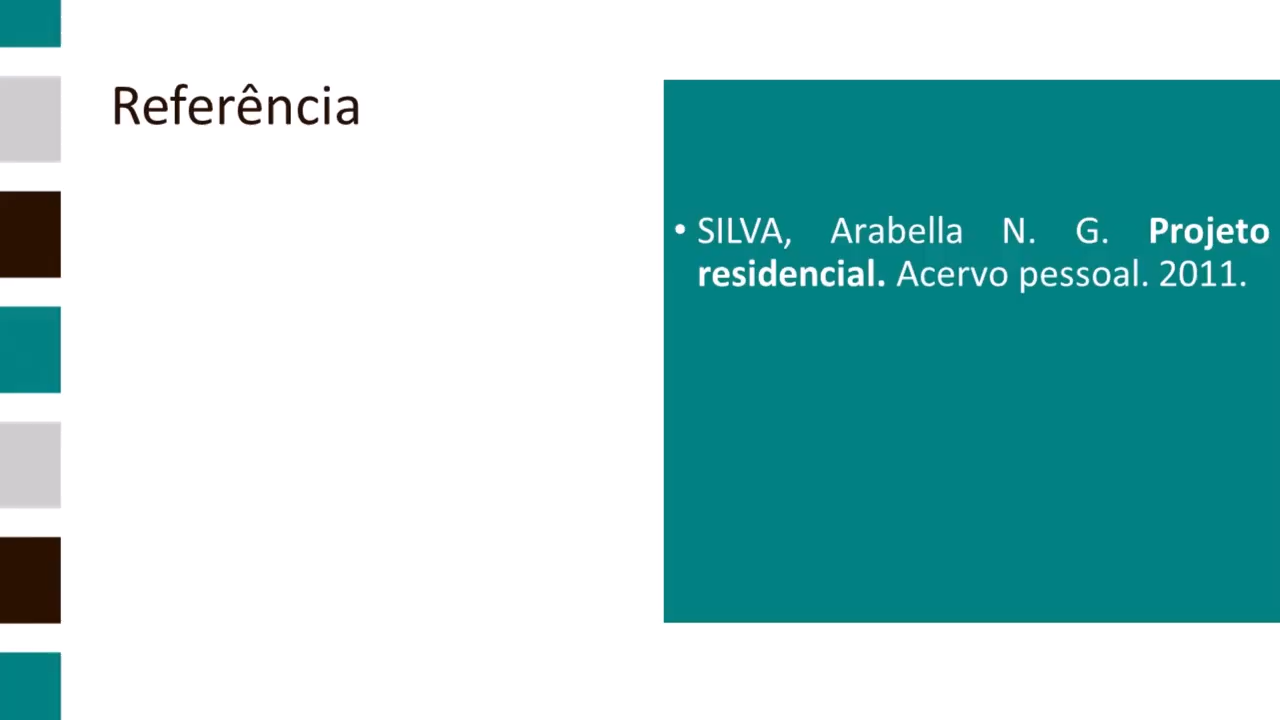 Referência
• SILVA, Arabella N. G. Projeto
residencial. Acervo pessoal. 2011.